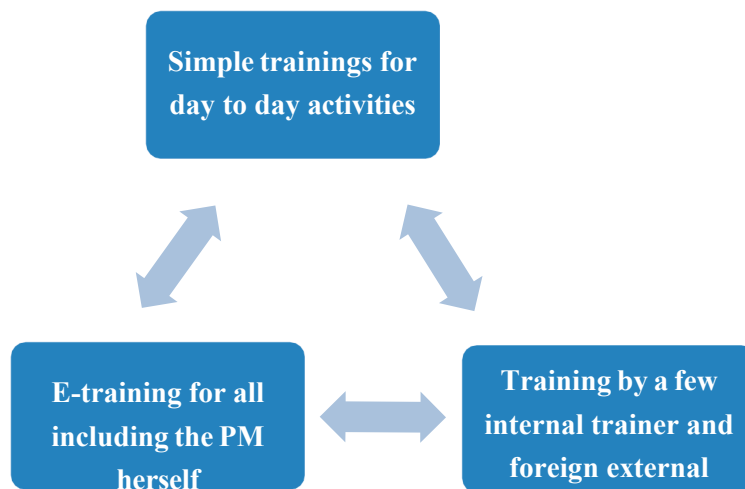 Simple trainings for
day to day activities
E-training for all
including the PM
herself
Training by a few
internal trainer and
foreign external